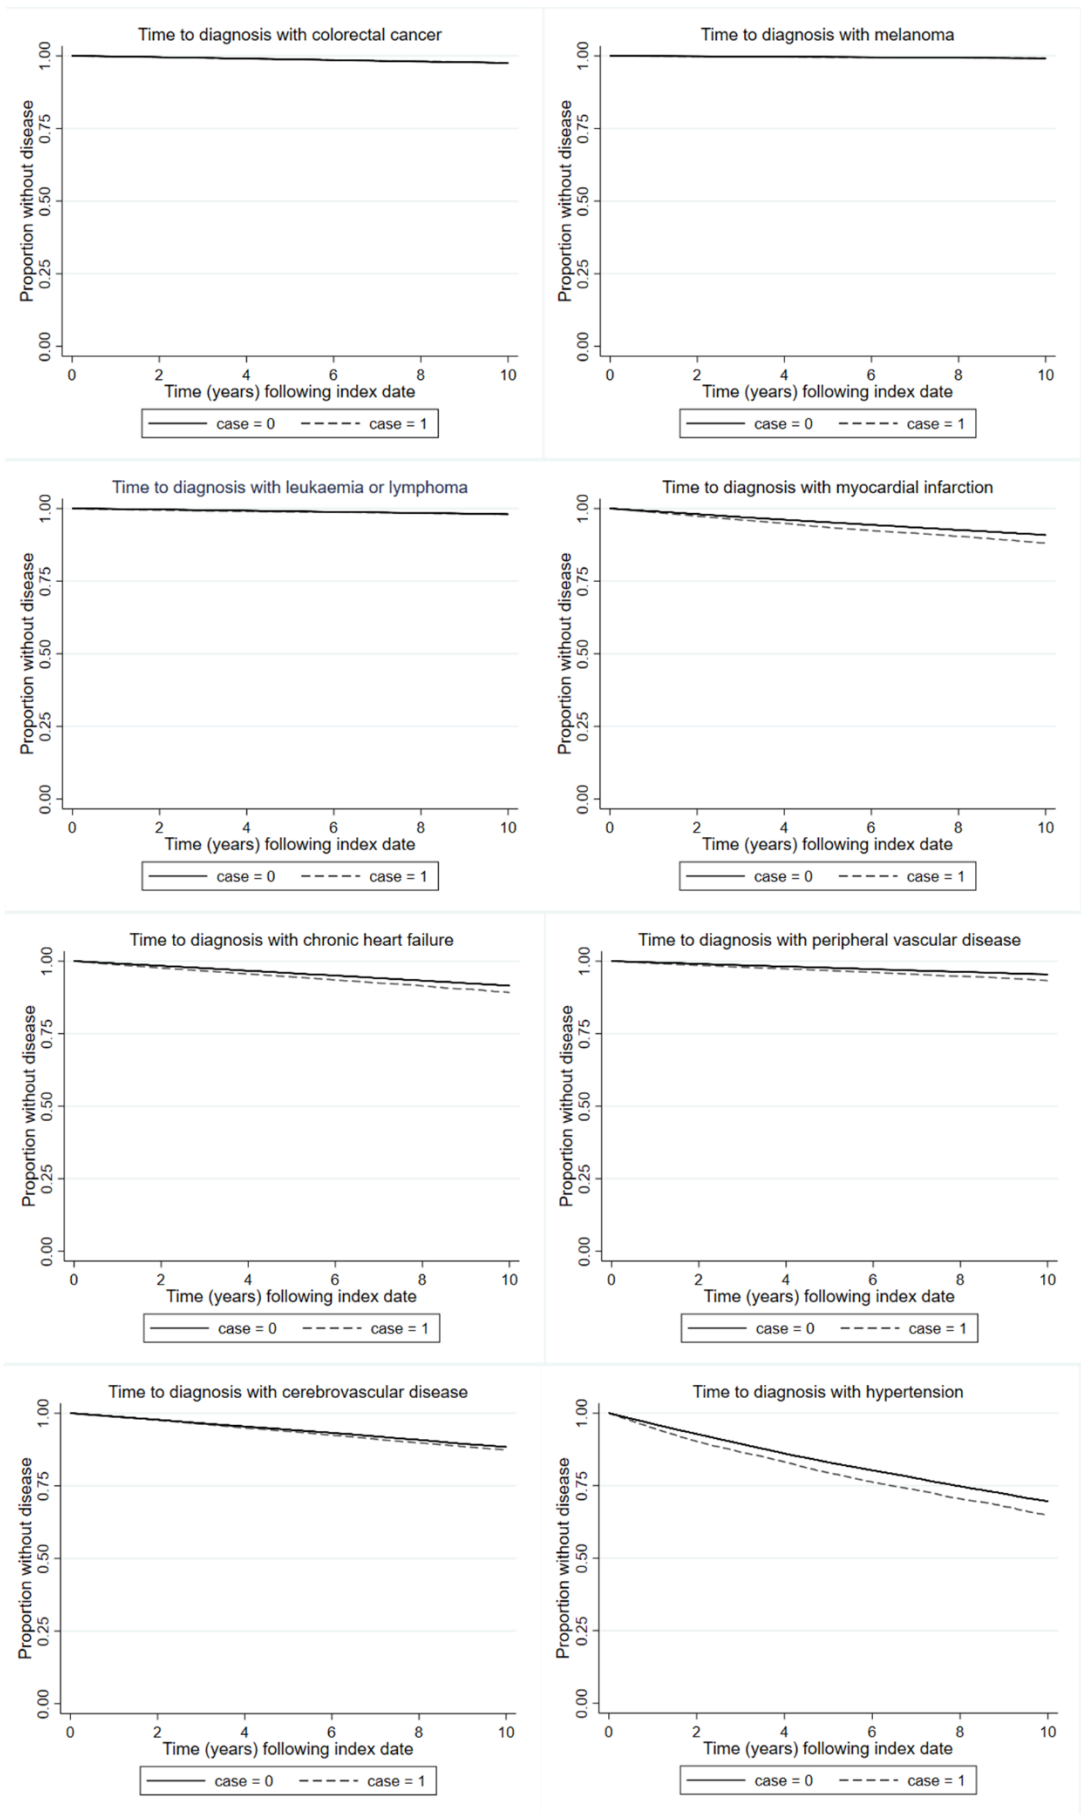 Time to diagnosis with colorectal cancer
Proportion without disease
1.00
0.75
0.50
0.25
0.00
0 2 4 6 8 10
Time (years) following index date
case = 0 case = 1
Time to diagnosis with melanoma
Proportion without disease
1.00
0.75
0.50
0.25
0.00
0 2 4 6 8 10
Time (years) following index date
case = 0 case = 1
Time to diagnosis with leukaemia or lymphoma
Proportion without disease
1.00
0.75
0.50
0.25
0.00
0 2 4 6 8 10
Time (years) following index date
case = 0 case = 1
Time to diagnosis with myocardial infarction
Proportion without disease
1.00
0.75
0.50
0.25
0.00
0 2 4 6 8 10
Time (years) following index date
case = 0 case = 1
Time to diagnosis with chronic heart failure
Proportion without disease
1.00
0.75
0.50
0.25
0.00
0 2 4 6 8 10
Time (years) following index date
case = 0 case = 1
Time to diagnosis with peripheral vascular disease
Proportion without disease
1.00
0.75
0.50
0.25
0.00
0 2 4 6 8 10
Time (years) following index date
case = 0 case = 1
Time to diagnosis with cerebrovascular disease
Proportion without disease
1.00
0.75
0.50
0.25
0.00
0 2 4 6 8 10
Time (years) following index date
case = 0 case = 1
Time to diagnosis with hypertension
Proportion without disease
1.00
0.75
0.50
0.25
0.00
0 2 4 6 8 10
Time (years) following index date
case = 0 case = 1